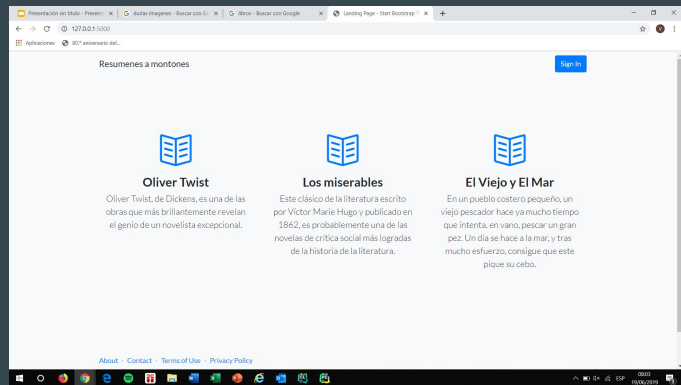 Presentación sin título - Present
dudas imagenes - Buscar con G
libros - Buscar con Google
Landing Page - Start Bootstrap T
127.0.0.1:5000
Aplicaciones
80.º aniversario del...
Resumenes a montones
Sign In
Oliver Twist
Oliver Twist, de Dickens, es una de las
obras que más brillantemente revelan
el genio de un novelista excepcional.
Los miserables
Este clásico de la literatura escrito
por Víctor Marie Hugo y publicado en
1862, es probablemente una de las
novelas de crítica social más logradas
de la historia de la literatura.
El Viejo y El Mar
En un pueblo costero pequeño, un
viejo pescador hace ya mucho tiempo
que intenta, en vano, pescar un gran
pez. Un día se hace a la mar, y tras
mucho esfuerzo, consigue que este
pique su cebo.
About · Contact · Terms of Use · Privacy Policy
ESP
08:03
19/06/2019